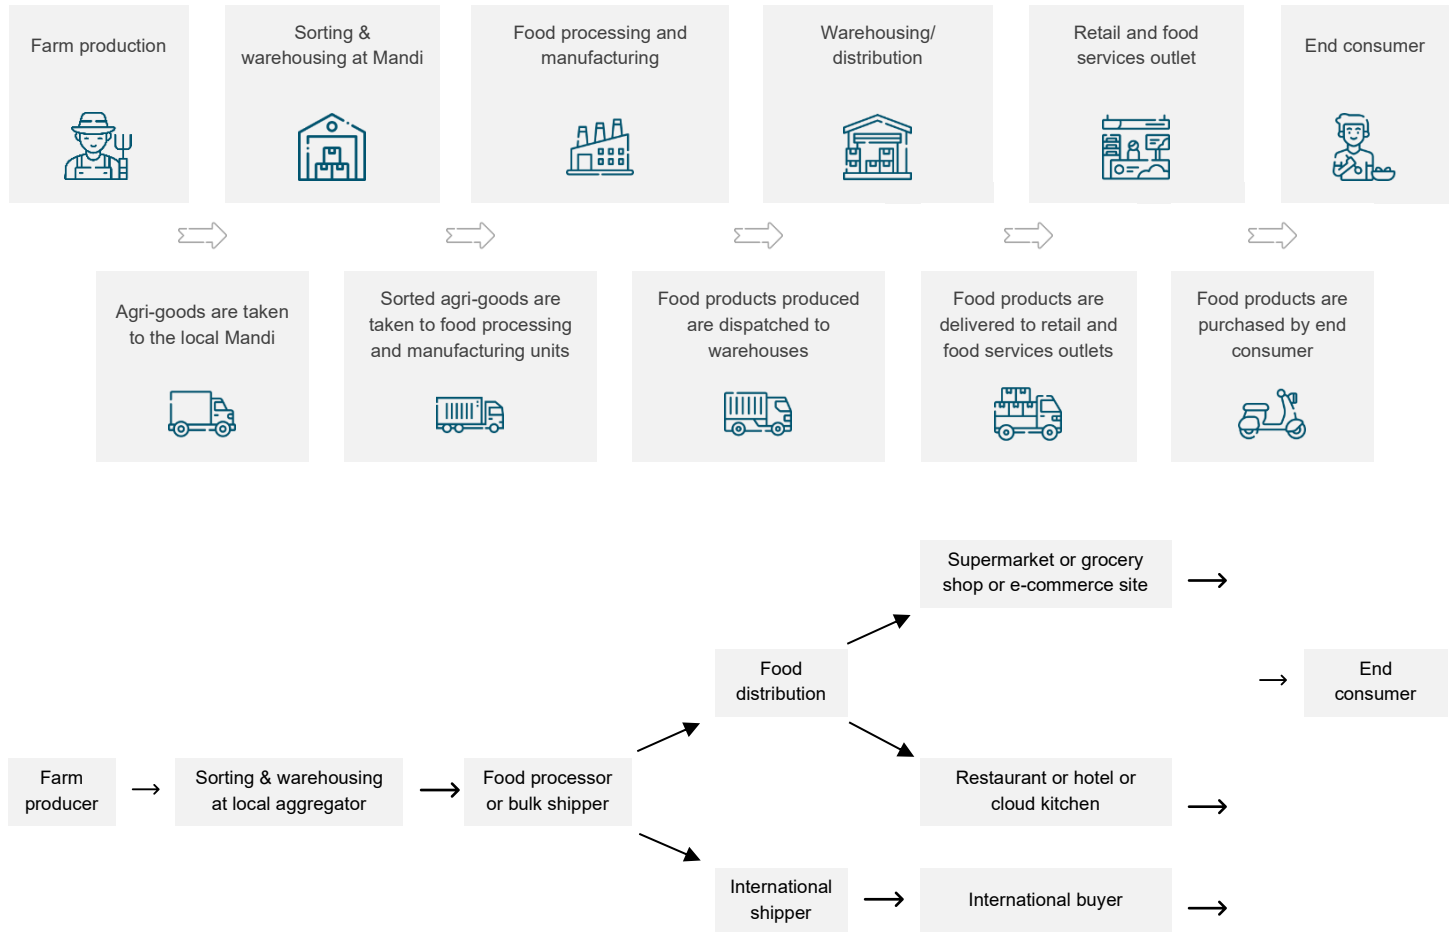 Farm production
Sorting &
warehousing at Mandi
Food processing and
manufacturing
Warehousing/
distribution
Retail and food
services outlet
End consumer
Agri-goods are taken
to the local Mandi
Sorted agri-goods are
taken to food processing
and manufacturing units
Food products produced
are dispatched to
warehouses
Food products are
delivered to retail and
food services outlets
Food products are
purchased by end
consumer
Supermarket or grocery
shop or e-commerce site
Food
distribution
End
consumer
Farm
producer
Sorting & warehousing
at local aggregator
Food processor
or bulk shipper
Restaurant or hotel or
cloud kitchen
International
shipper
International buyer